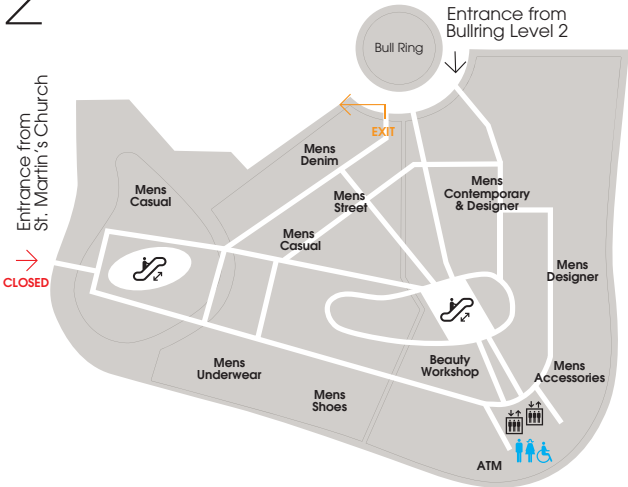 Entrance from
Bullring Level 2
Bull Ring
EXIT
Entrance from
St. Martin's Church
CLOSED
Mens
Denim
Mens
Casual
Mens
Street
Mens
Contemporary
& Designer
Mens
Casual
Mens
Designer
Mens
Underwear
Beauty
Workshop
Mens
Accessories
Mens
Shoes
ATM